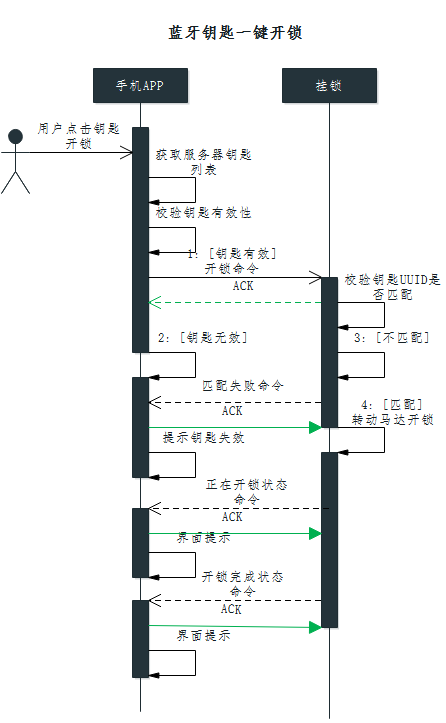 蓝牙钥匙一键开锁
手机APP
挂锁
用户点击钥匙
开锁
获取服务器钥匙
列表
校验钥匙有效性
1: [钥匙有效]
开锁命令
ACK
校验钥匙UUID是
否匹配
2: [钥匙无效]
3: [不匹配]
匹配失败命令
ACK
4: [匹配]
转动马达开锁
提示钥匙失效
正在开锁状态
命令
ACK
界面提示
开锁完成状态
命令
ACK
界面提示